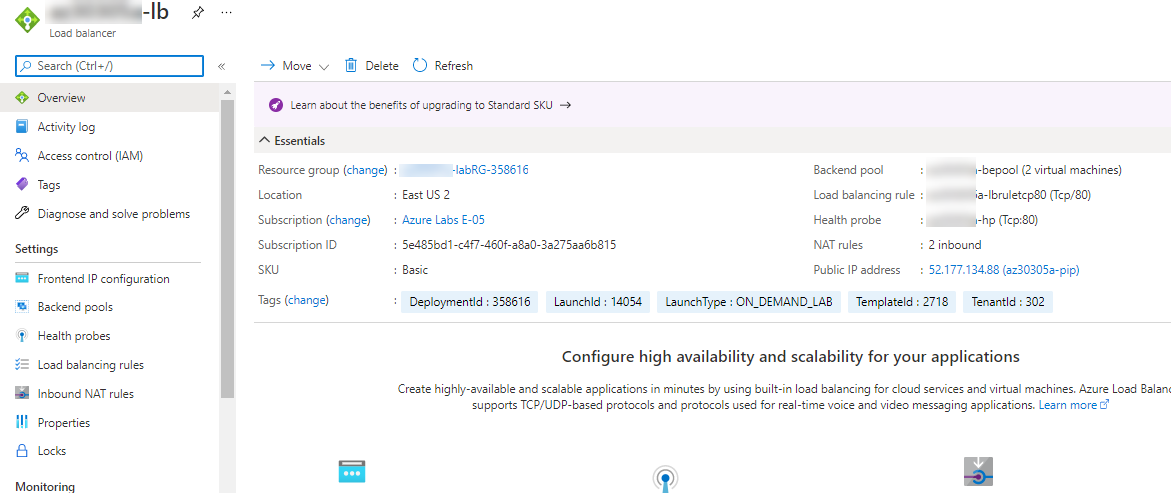 -lb
Load balancer
Search (Ctrl+/)
Overview
Activity log
Access control (IAM)
Tags
Diagnose and solve problems
Settings
Frontend IP configuration
Backend pools
Health probes
Load balancing rules
Inbound NAT rules
Properties
Locks
Monitoring
Move Delete Refresh
Learn about the benefits of upgrading to Standard SKU →
Essentials
Resource group (change) : -labRG-358616
Location : East US 2
Subscription (change) : Azure Labs E-05
Subscription ID : 5e485bd1-c4f7-460f-a8a0-3a275aa6b815
SKU : Basic
Backend pool : -bepool (2 virtual machines)
Load balancing rule : a-lbruletcp80 (Tcp/80)
Health probe : -hp (Tcp:80)
NAT rules : 2 inbound
Public IP address : 52.177.134.88 (az30305a-pip)
Tags (change) : DeploymentId : 358616 LaunchId : 14054 LaunchType : ON_DEMAND_LAB TemplateId : 2718 TenantId : 302
Configure high availability and scalability for your applications
Create highly-available and scalable applications in minutes by using built-in load balancing for cloud services and virtual machines. Azure Load Balanc
supports TCP/UDP-based protocols and protocols used for real-time voice and video messaging applications. Learn more